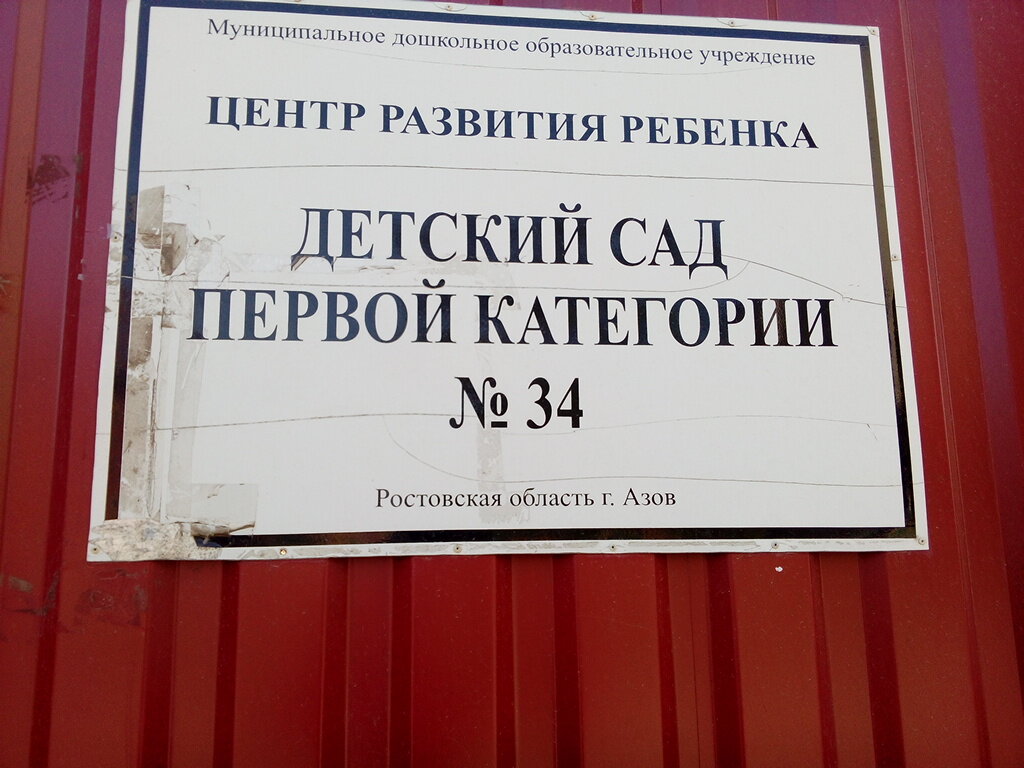 Муниципальное дошкольное образовательное учреждение
ЦЕНТР РАЗВИТИЯ РЕБЕНКА
ДЕТСКИЙ САД
ПЕРВОЙ КАТЕГОРИИ
№ 34
Ростовская область г. Азов